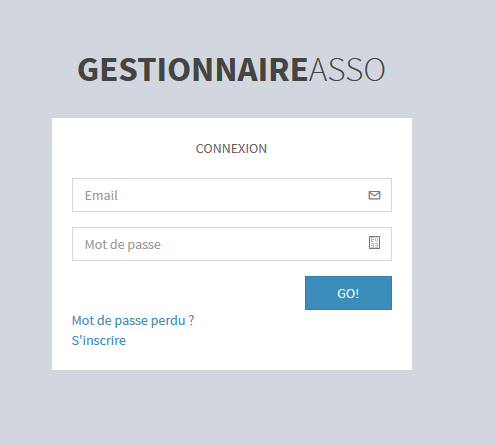 GESTIONNAIREASSO
CONNEXION
Email
Mot de passe
GO!
Mot de passe perdu ?
S'inscrire